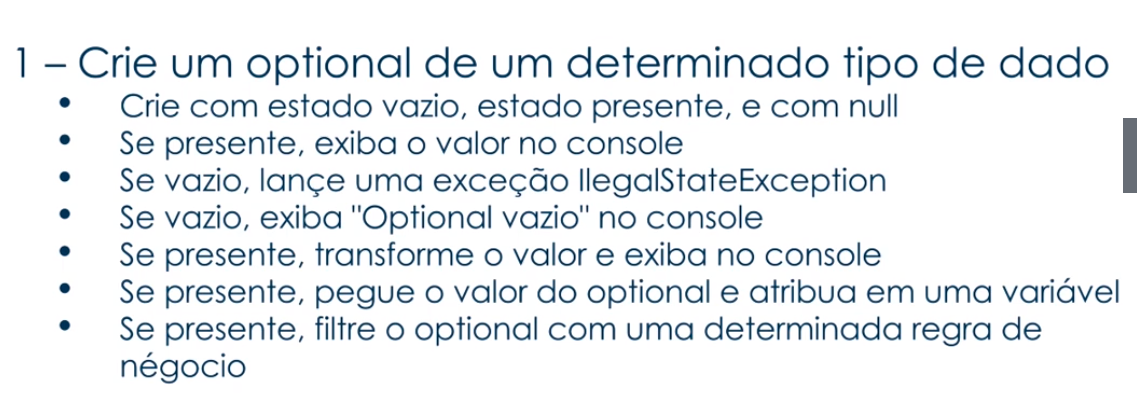 1 – Crie um optional de um determinado tipo de dado
• Crie com estado vazio, estado presente, e com null
• Se presente, exiba o valor no console
• Se vazio, lançe uma exceção IlegalStateException
• Se vazio, exiba "Optional vazio" no console
• Se presente, transforme o valor e exiba no console
• Se presente, pegue o valor do optional e atribua em uma variável
• Se presente, filtre o optional com uma determinada regra de
négocio